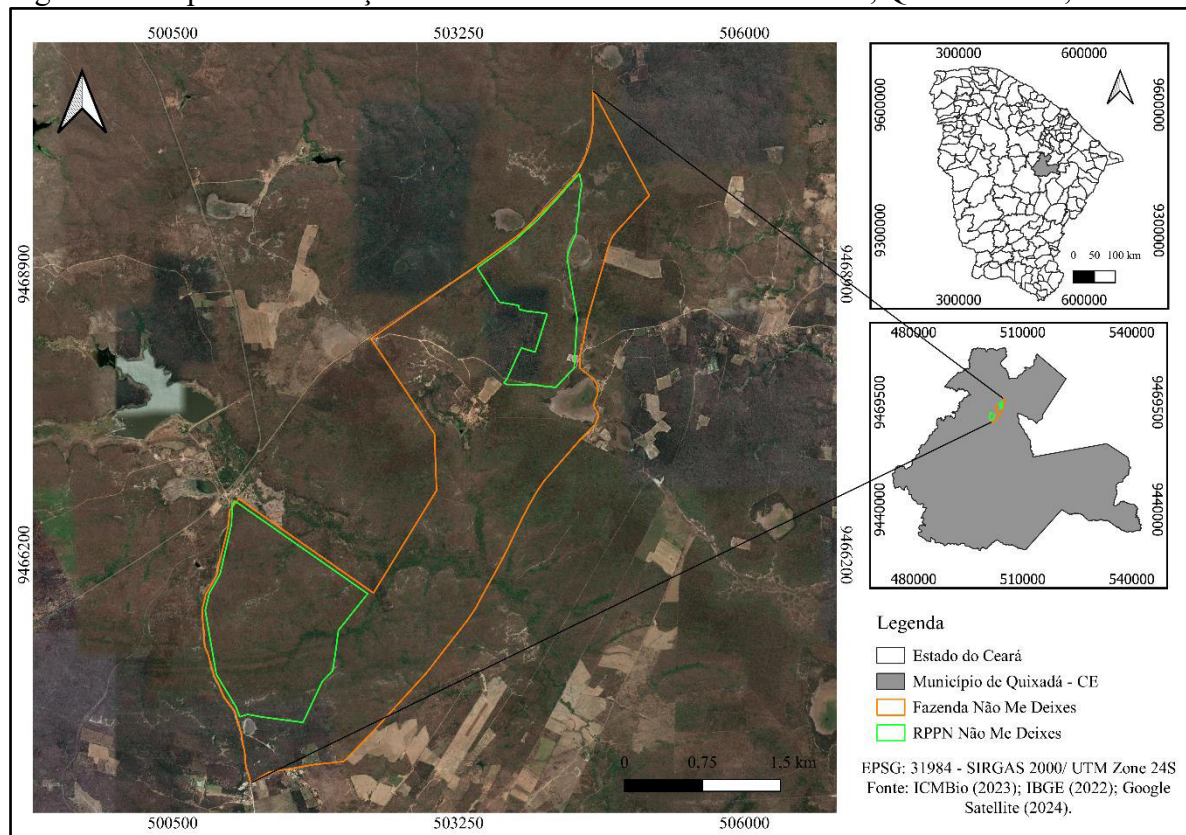 500500 503250 506000
9468900 9468900
9466200 9466200
0 0.75 1.5 km
500500 503250 506000
300000 600000
9600000 9600000
9300000 9300000
0 50 100 km
300000 600000
480000 510000 540000
9469500 9469500
9440000 9440000
480000 510000 540000
Legenda
Estado do Ceará
Município de Quixadá - CE
Fazenda Não Me Deixes
RPPN Não Me Deixes
EPSG: 31984 - SIRGAS 2000/ UTM Zone 24S
Fonte: ICMBio (2023); IBGE (2022); Google
Satellite (2024).